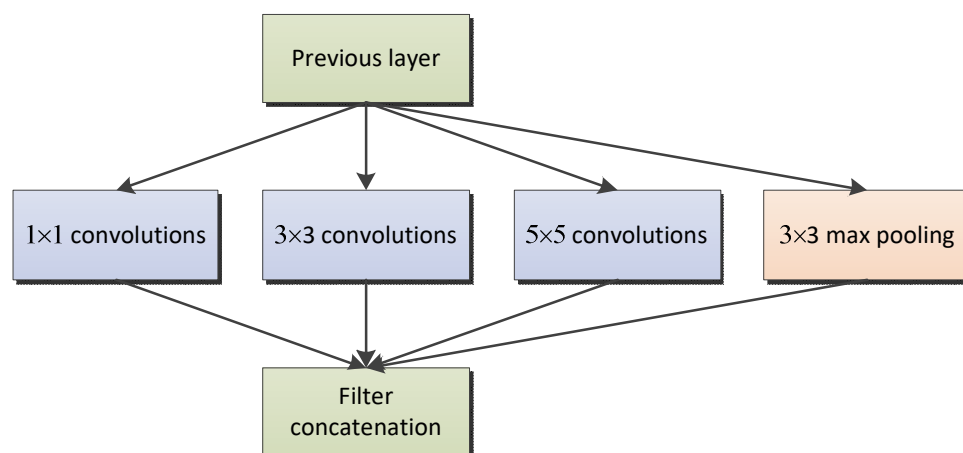 Previous layer
1×1 convolutions
3×3 convolutions
5×5 convolutions
3×3 max pooling
Filter
concatenation